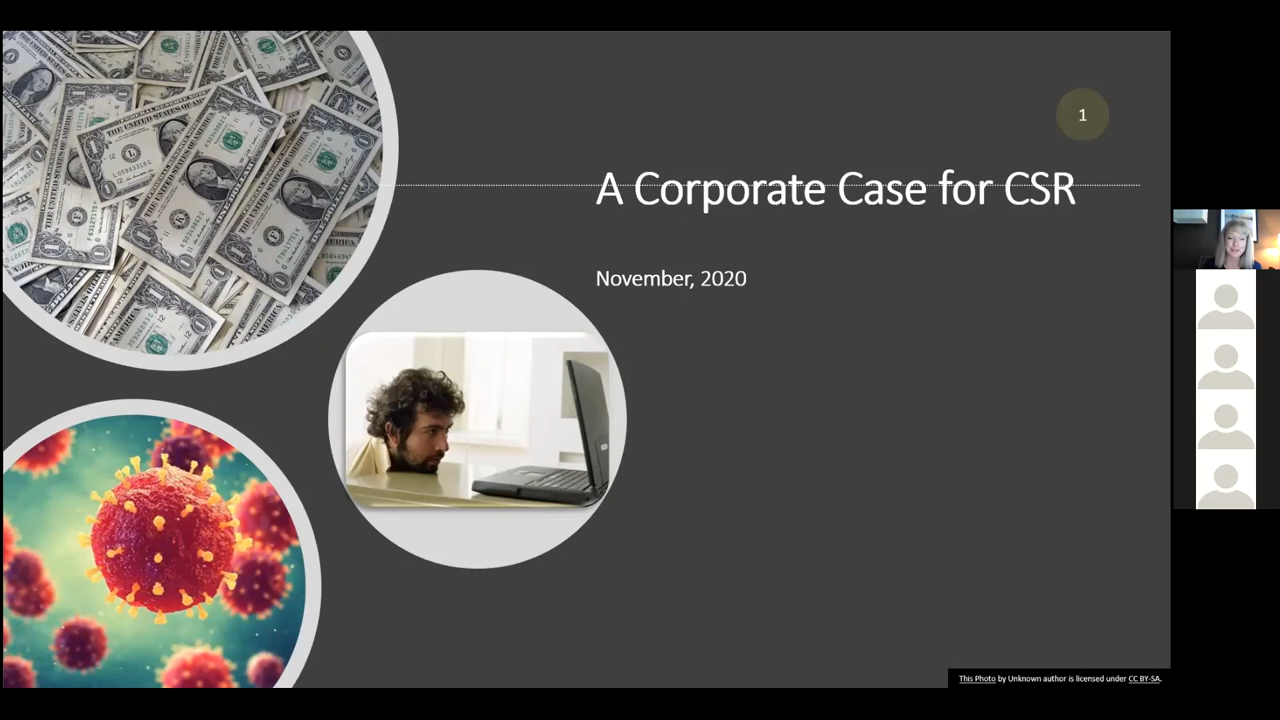 1
A Corporate Case for CSR
November, 2020
This Photo by Unknown author is licensed under CC BY-SA.